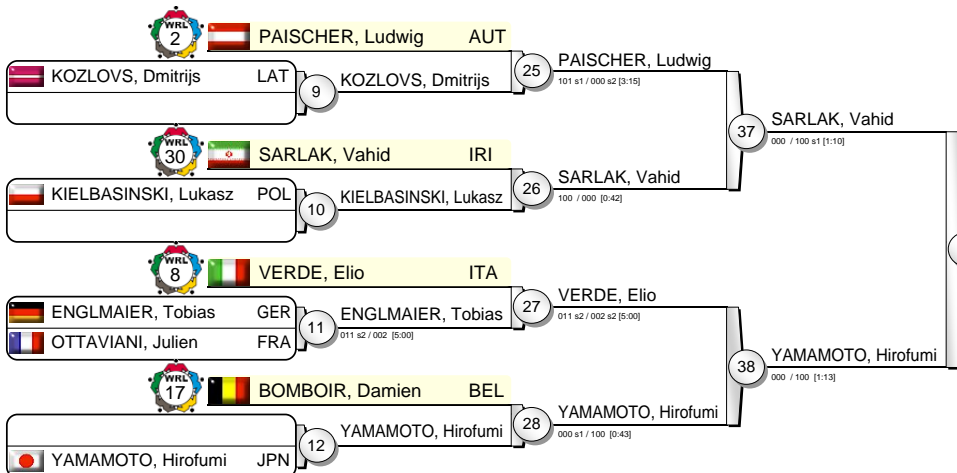 WRL
2
PAISCHER, Ludwig AUT
KOZLOVS, Dmitrijs LAT
9
KOZLOVS, Dmitrijs
25
PAISCHER, Ludwig
101 s1 / 000 s2 [3:15]
WRL
30
SARLAK, Vahid IRI
KIELBASINSKI, Lukasz POL
10
KIELBASINSKI, Lukasz
26
SARLAK, Vahid
100 / 000 [0:42]
37
SARLAK, Vahid
000 / 100 s1 [1:10]
WRL
8
VERDE, Elio ITA
ENGLMAIER, Tobias GER
OTTAVIANI, Julien FRA
11
ENGLMAIER, Tobias
011 s2 / 002 [5:00]
27
VERDE, Elio
011 s2 / 002 s2 [5:00]
WRL
17
BOMBOIR, Damien BEL
YAMAMOTO, Hirofumi JPN
12
YAMAMOTO, Hirofumi
28
YAMAMOTO, Hirofumi
000 s1 / 100 [0:43]
38
YAMAMOTO, Hirofumi
000 / 100 [1:13]